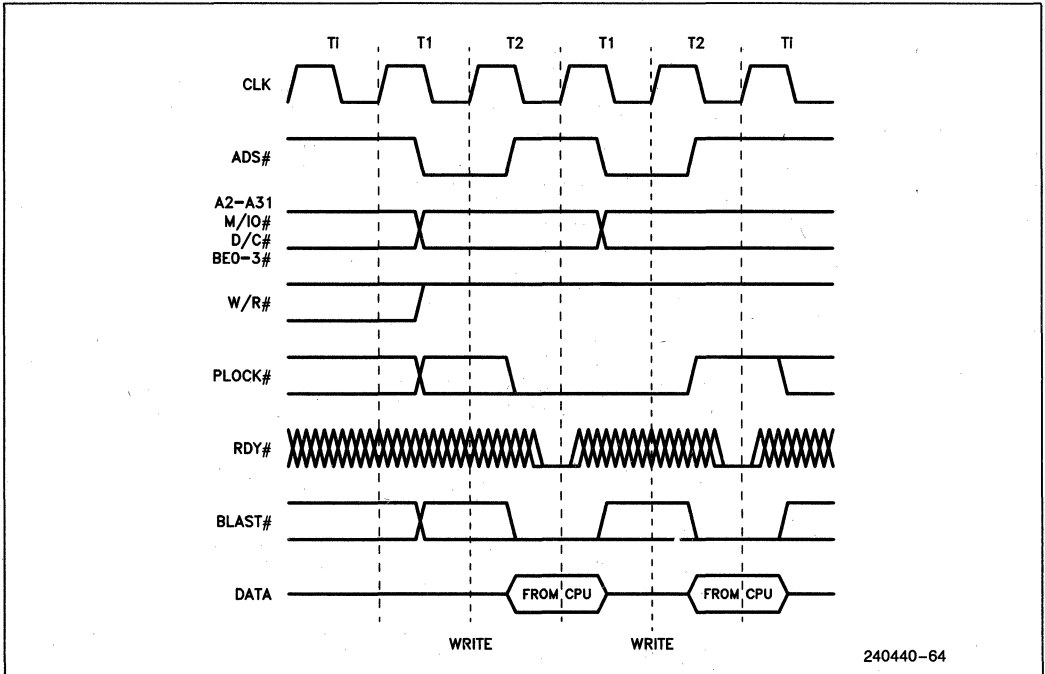 Ti T1 T2 T1 T2 Ti
CLK
ADS#
A2-A31
M/IO#
D/C#
BE0-3#
W/R#
PLOCK#
RDY#
BLAST#
DATA FROM CPU FROM CPU
WRITE WRITE
240440-64